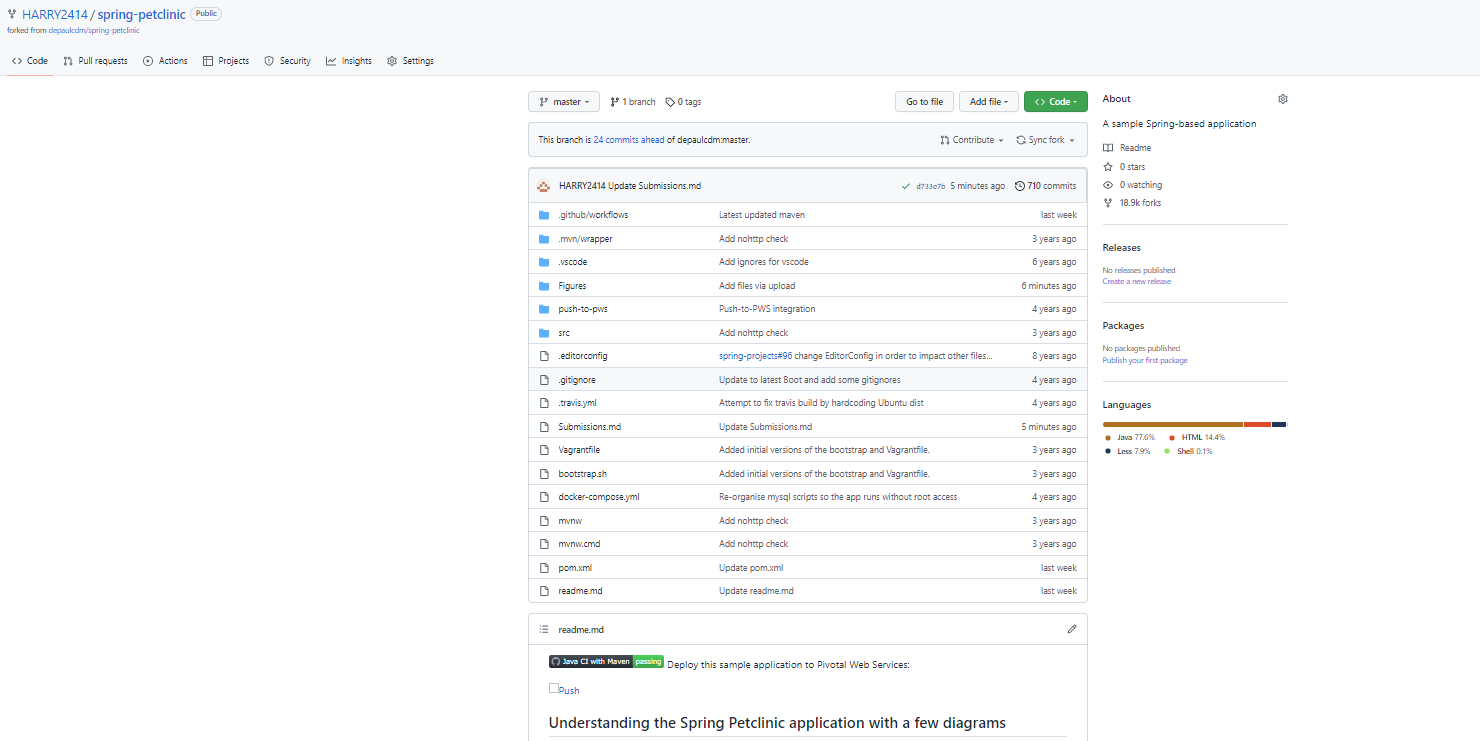 HARRY2414 / spring-petclinic Public
forked from depaulcdm/spring-petclinic
Code Pull requests Actions Projects Security Insights Settings
master 1 branch 0 tags Go to file Add file Code
This branch is 24 commits ahead of depaulcdm:master. Contribute Sync fork
HARRY2414 Update Submissions.md d733e7b 5 minutes ago 710 commits
.github/workflows Latest updated maven last week
.mvn/wrapper Add nohttp check 3 years ago
.vscode Add ignores for vscode 6 years ago
Figures Add files via upload 6 minutes ago
push-to-pws Push-to-PWS integration 4 years ago
src Add nohttp check 3 years ago
.editorconfig spring-projects#96 change EditorConfig in order to impact other files... 8 years ago
.gitignore Update to latest Boot and add some gitignores 4 years ago
.travis.yml Attempt to fix travis build by hardcoding Ubuntu dist 4 years ago
Submissions.md Update Submissions.md 5 minutes ago
Vagrantfile Added initial versions of the bootstrap and Vagrantfile. 3 years ago
bootstrap.sh Added initial versions of the bootstrap and Vagrantfile. 3 years ago
docker-compose.yml Re-organise mysql scripts so the app runs without root access 4 years ago
mvnw Add nohttp check 3 years ago
mvnw.cmd Add nohttp check 3 years ago
pom.xml Update pom.xml last week
readme.md Update readme.md last week
readme.md
Java CI with Maven passing Deploy this sample application to Pivotal Web Services:
Push
Understanding the Spring Petclinic application with a few diagrams
About
A sample Spring-based application
Readme
0 stars
0 watching
18.9k forks
Releases
No releases published
Create a new release
Packages
No packages published
Publish your first package
Languages
Java 77.6% HTML 14.4%
Less 7.9% Shell 0.1%